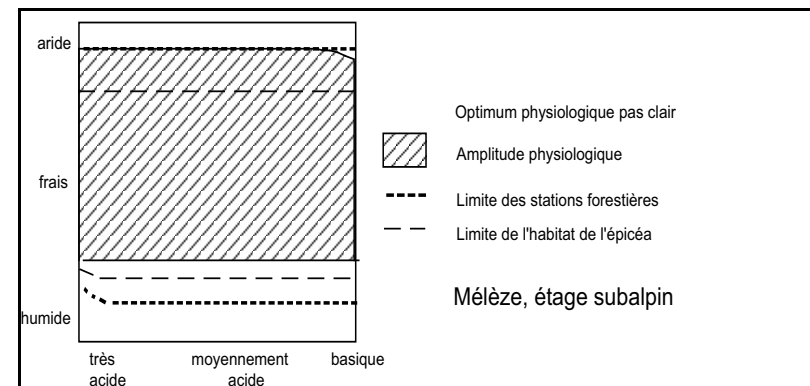 aride
frais
humide
très
acide
moyennement
acide
basique
Optimum physiologique pas clair
Amplitude physiologique
Limite des stations forestières
Limite de l'habitat de l'épicéa
Mélèze, étage subalpin